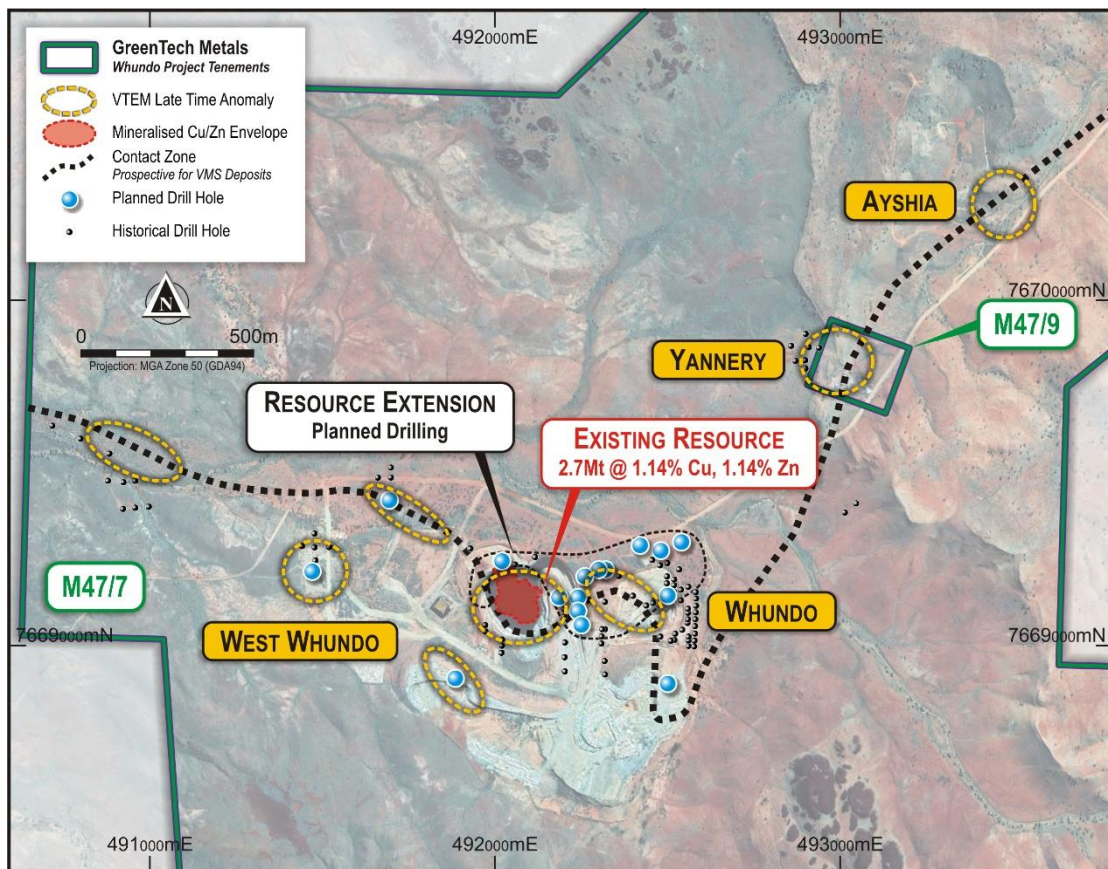 492000mE
493000mE
GreenTech Metals
Whundo Project Tenements
VTEM Late Time Anomaly
Mineralised Cu/Zn Envelope
Contact Zone
Prospective for VMS Deposits
Planned Drill Hole
Historical Drill Hole
N
0 500m
Projection: MGA Zone 50 (GDA94)
AYSHIA
7670000mN
M47/9
YANNERY
RESOURCE EXTENSION
Planned Drilling
EXISTING RESOURCE
2.7Mt @ 1.14% Cu, 1.14% Zn
M47/7
WHUNDO
WEST WHUNDO
7669000mN
7669000mN
491000mE
492000mE
493000mE